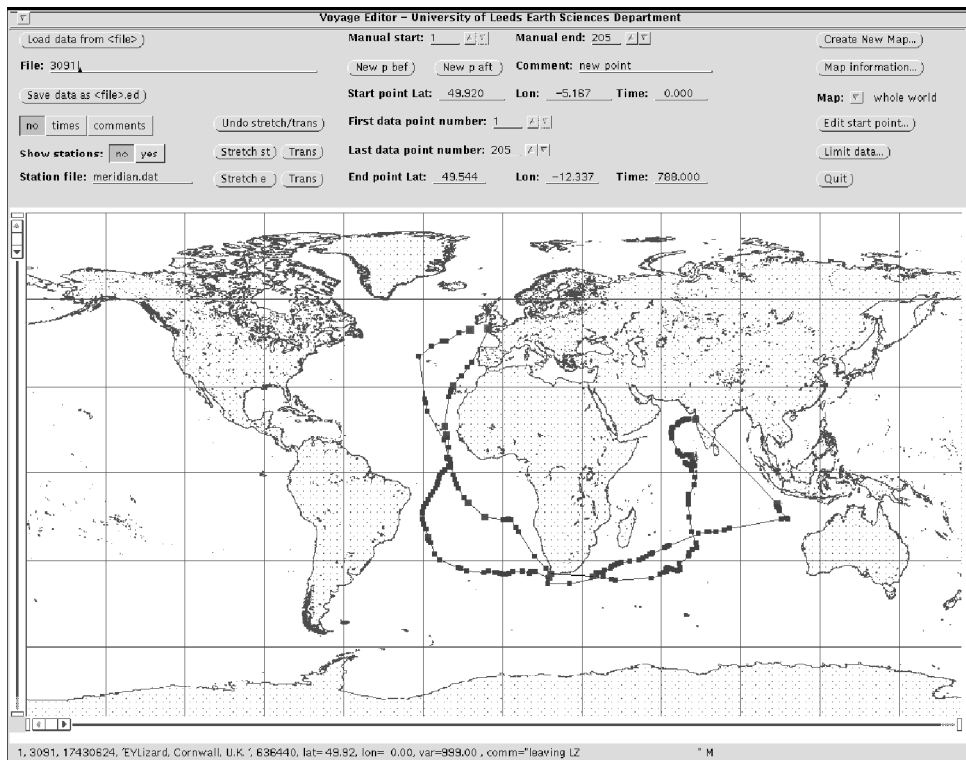 Voyage Editor – University of Leeds Earth Sciences Department
Load data from <file>
Manual start: 1
Manual end: 205
Create New Map...
File: 3091
New p bef
New p aft
Comment: new point
Map information...
Save data as <file>.ed
Start point Lat: 49.920 Lon: -5.187 Time: 0.000
Map: whole world
no times comments
Undo stretch/trans
First data point number: 1
Edit start point...
Show stations: no yes
Stretch st
Trans
Last data point number: 205
Limit data...
Station file: meridian.dat
Stretch e
Trans
End point Lat: 49.544 Lon: -12.337 Time: 788.000
Quit
1, 3091, 17430624, 'EYLizard, Cornwall, U.K. ', 636440, lat= 49.92, lon= 0.00, var=999.00 , comm="leaving LZ " M